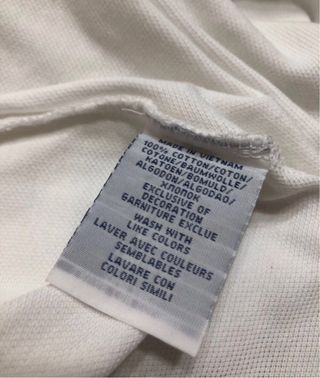 MADE IN VIETNAM
100% COTTON/COTON/
COTONE/BAUMWOLLE/
KATOEN/BOMULD/
ALGODON/ALGODAO/
ХЛОПОК
EXCLUSIVE OF
DECORATION
GARNITURE EXCLUE
WASH WITH
LIKE COLORS
LAVER AVEC COULEURS
SEMBLABLES
LAVARE CON
COLORI SIMILI